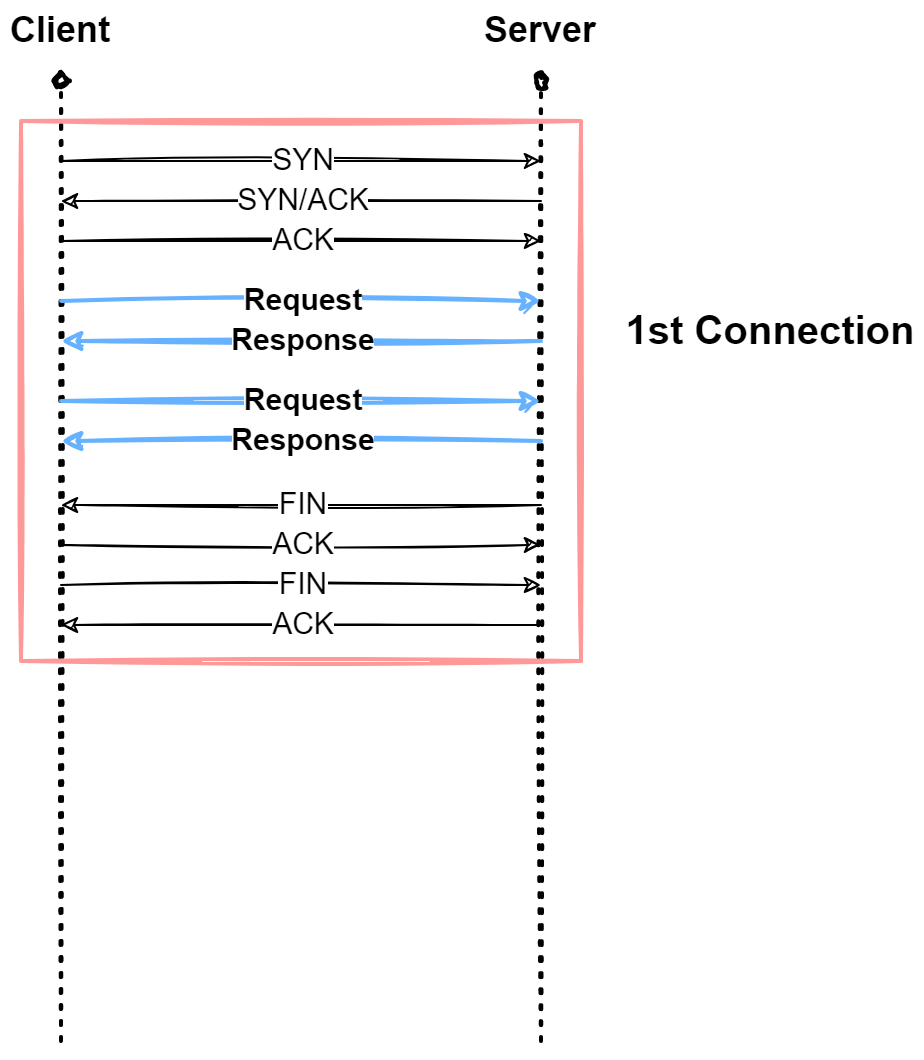 Client
Server
SYN
SYN/ACK
ACK
Request
Response
1st Connection
Request
Response
FIN
ACK
FIN
ACK